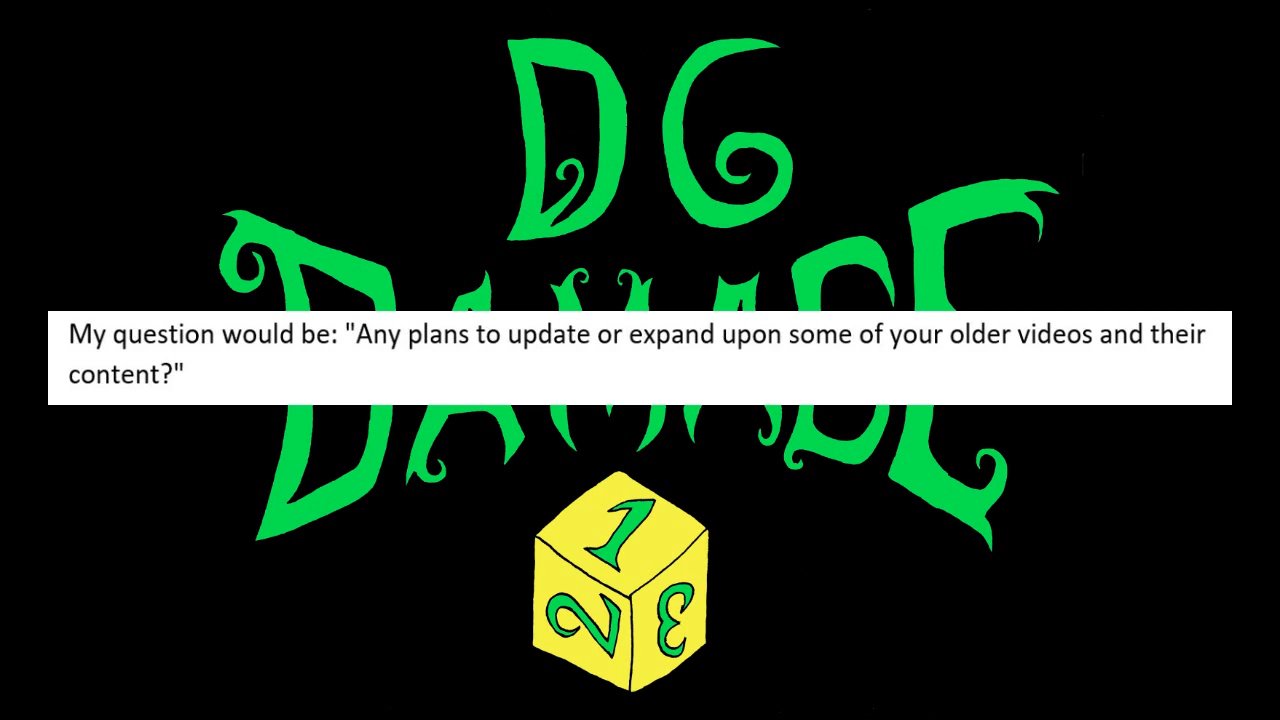 DG
DAMAGE
My question would be: "Any plans to update or expand upon some of your older videos and their
content?"
1
2 3